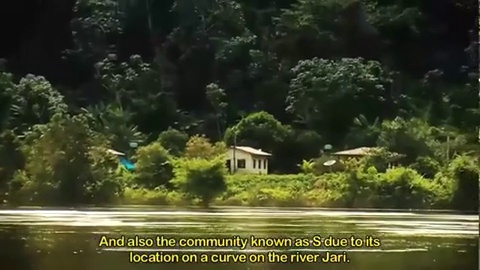 And also the community known as S due to its
location on a curve on the river Jari.